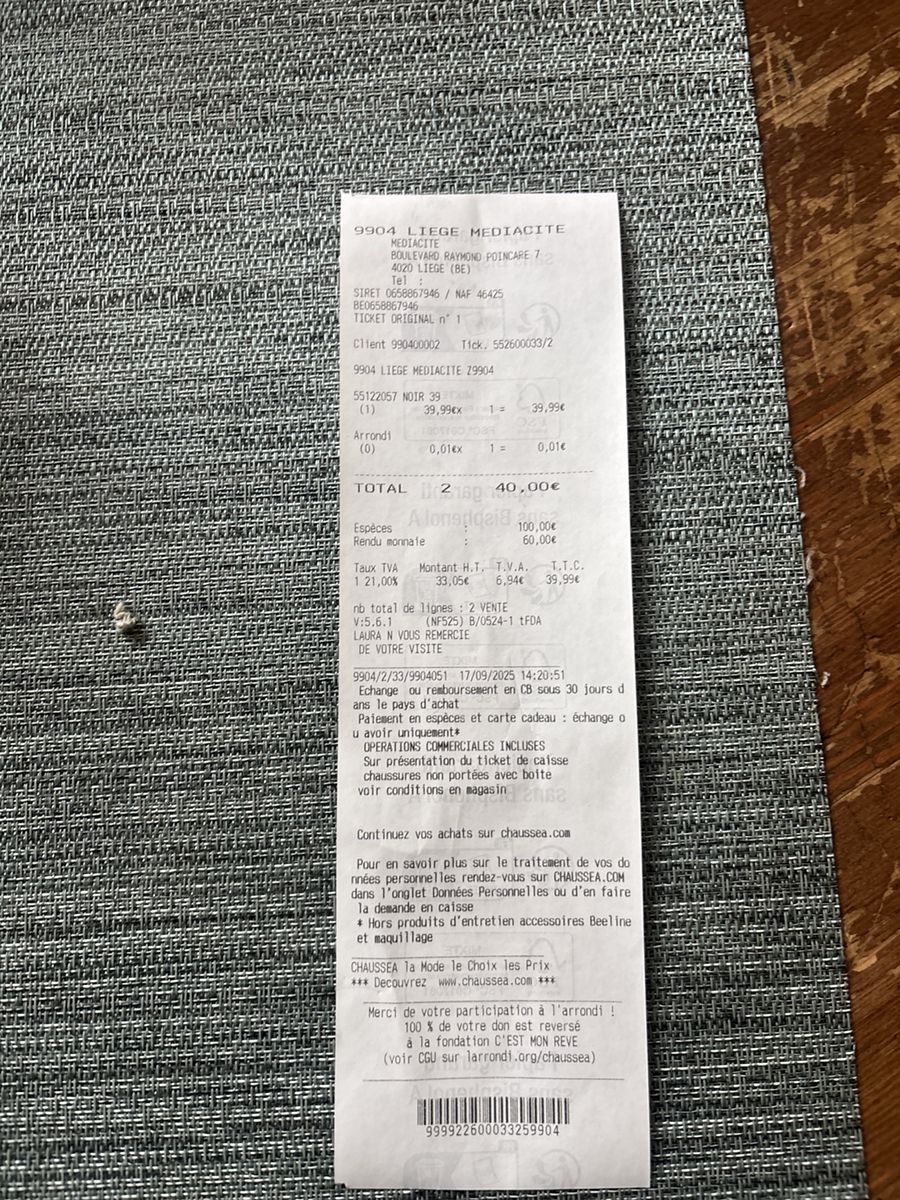 9904 LIEGE MEDIACITE
MEDIACITE
BOULEVARD RAYMOND POINCARE 7
4020 LIEGE (BE)
Tel :
SIRET 0658867946 / NAF 46425
BE0658867946
TICKET ORIGINAL n° 1
Client 990400002 Tick. 552600033/2
9904 LIEGE MEDIACITE Z9904
55122057 NOIR 39
(1) 39,99€x 1 = 39,99€
Arrondi
(0) 0,01€x 1 = 0,01€
TOTAL 2 40,00€
Espèces : 100,00€
Rendu monnaie : 60,00€
Taux TVA Montant H.T. T.V.A. T.T.C.
1 21,00% 33,05€ 6,94€ 39,99€
nb total de lignes : 2 VENTE
V:5.6.1 (NF525) B/0524-1 tFDA
LAURA N VOUS REMERCIE
DE VOTRE VISITE
9904/2/33/9904051 17/09/2025 14:20:51
Echange ou remboursement en CB sous 30 jours d
ans le pays d'achat
Paiement en espèces et carte cadeau : échange o
u avoir uniquement*
OPERATIONS COMMERCIALES INCLUSES
Sur présentation du ticket de caisse
chaussures non portées avec boite
voir conditions en magasin
Continuez vos achats sur chaussea.com
Pour en savoir plus sur le traitement de vos do
nnées personnelles rendez-vous sur CHAUSSEA.COM
dans l'onglet Données Personnelles ou d'en faire
la demande en caisse
* Hors produits d'entretien accessoires Beeline
et maquillage
CHAUSSEA la Mode le Choix les Prix
*** Decouvrez www.chaussea.com ***
Merci de votre participation à l'arrondi !
100 % de votre don est reversé
à la fondation C'EST MON REVE
(voir CGU sur larrondi.org/chaussea)
999922600033259904